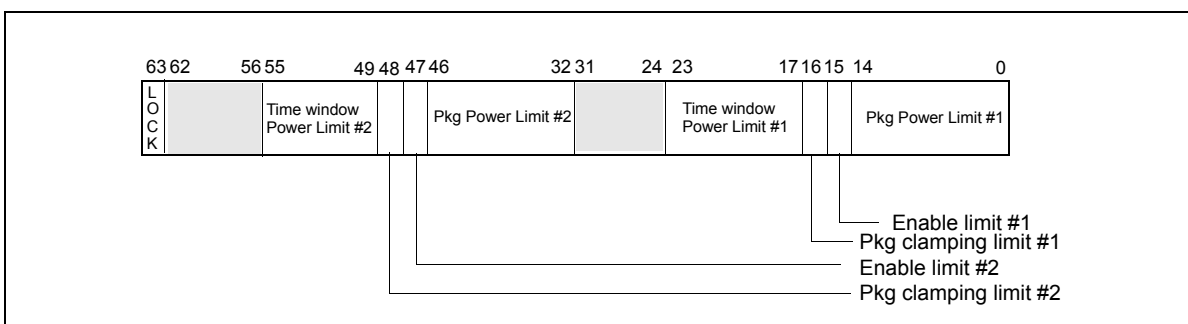 63 62 56 55 49 48 47 46 32 31 24 23 17 16 15 14 0
L
O
C
K
Time window
Power Limit #2
Pkg Power Limit #2
Time window
Power Limit #1
Pkg Power Limit #1
Enable limit #1
Pkg clamping limit #1
Enable limit #2
Pkg clamping limit #2